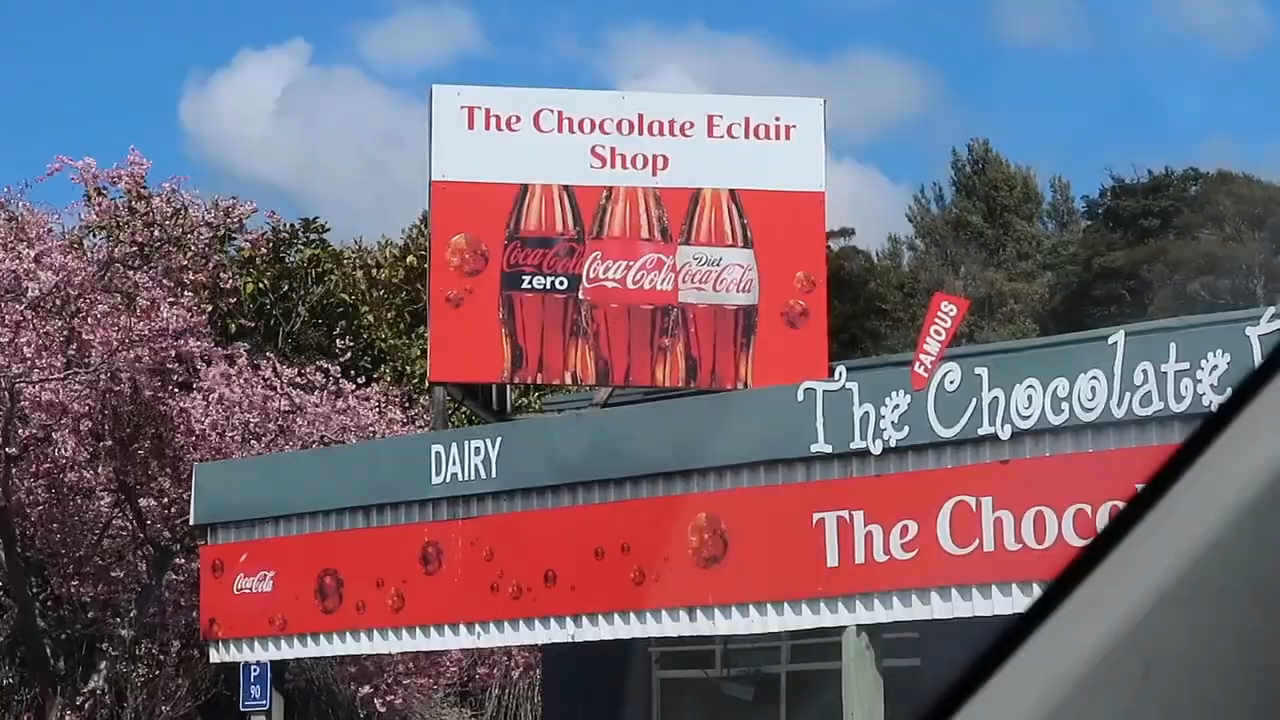 The Chocolate Eclair
Shop
Coca-Cola
zero
Coca-Cola
Diet
Coca-Cola
FAMOUS
The Chocolate
DAIRY
The Choco
Coca-Cola
P
90